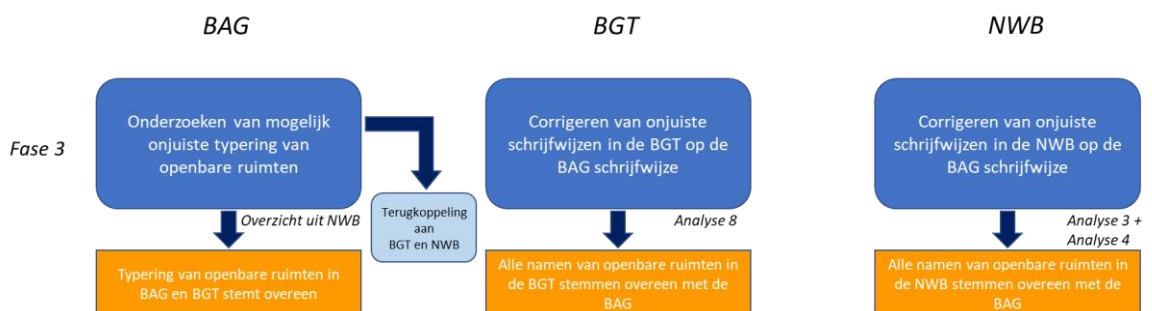 BAG
BGT
NWB
Fase 3
Onderzoeken van mogelijk
onjuiste typering van
openbare ruimten
Terugkoppeling
aan
BGT en NWB
Overzicht uit NWB
Typering van openbare ruimten in
BAG en BGT stemt overeen
Corrigeren van onjuiste
schrijfwijzen in de BGT op de
BAG schrijfwijze
Analyse 8
Alle namen van openbare ruimten in
de BGT stemmen overeen met de
BAG
Corrigeren van onjuiste
schrijfwijzen in de NWB op de
BAG schrijfwijze
Analyse 3 +
Analyse 4
Alle namen van openbare ruimten in
de NWB stemmen overeen met de
BAG